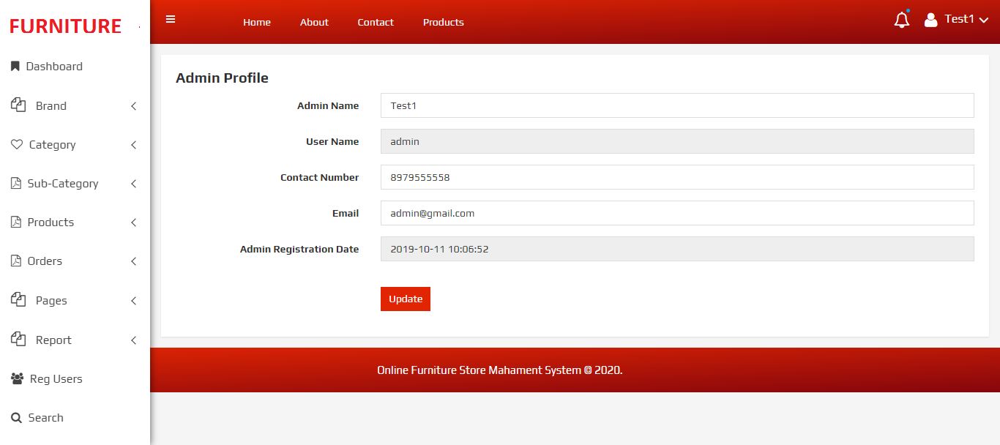 FURNITURE
Home About Contact Products
Test1
Dashboard
Brand
Category
Sub-Category
Products
Orders
Pages
Report
Reg Users
Search
Admin Profile
Admin Name Test1
User Name admin
Contact Number 8979555558
Email admin@gmail.com
Admin Registration Date 2019-10-11 10:06:52
Update
Online Furniture Store Mahament System © 2020.